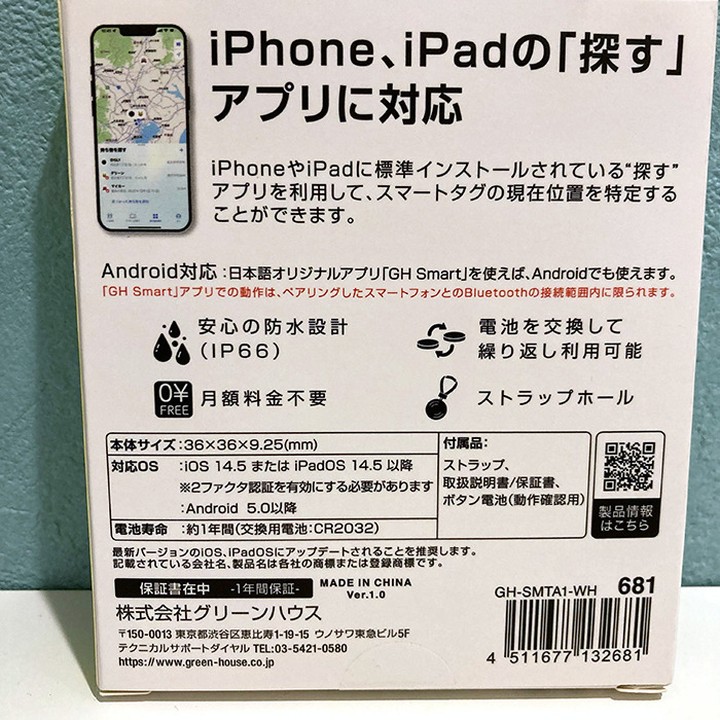 iPhone、iPadの「探す」
アプリに対応
iPhoneやiPadに標準インストールされている“探す”
アプリを利用して、スマートタグの現在位置を特定する
ことができます。
Android対応：日本語オリジナルアプリ「GH Smart」を使えば、Androidでも使えます。
「GH Smart」アプリでの動作は、ペアリングしたスマートフォンとのBluetoothの接続範囲内に限られます。
安心の防水設計
（IP66）
電池を交換して
繰り返し利用可能
0¥
FREE
月額料金不要
ストラップホール
本体サイズ：36×36×9.25(mm)
対応OS ：iOS 14.5 または iPadOS 14.5 以降
※2ファクタ認証を有効にする必要があります
：Android 5.0以降
電池寿命 ：約1年間(交換用電池：CR2032)
付属品：
ストラップ、
取扱説明書/保証書、
ボタン電池(動作確認用)
製品情報
はこちら
最新バージョンのiOS、iPadOSにアップデートされることを推奨します。
記載されている会社名、製品名は各社の商標または登録商標です。
保証書在中 -1年間保証-
MADE IN CHINA
Ver.1.0
株式会社グリーンハウス
〒150-0013 東京都渋谷区恵比寿1-19-15 ウノサワ東急ビル5F
テクニカルサポートダイヤル TEL:03-5421-0580
https://www.green-house.co.jp
GH-SMTA1-WH 681
4 511677 132681